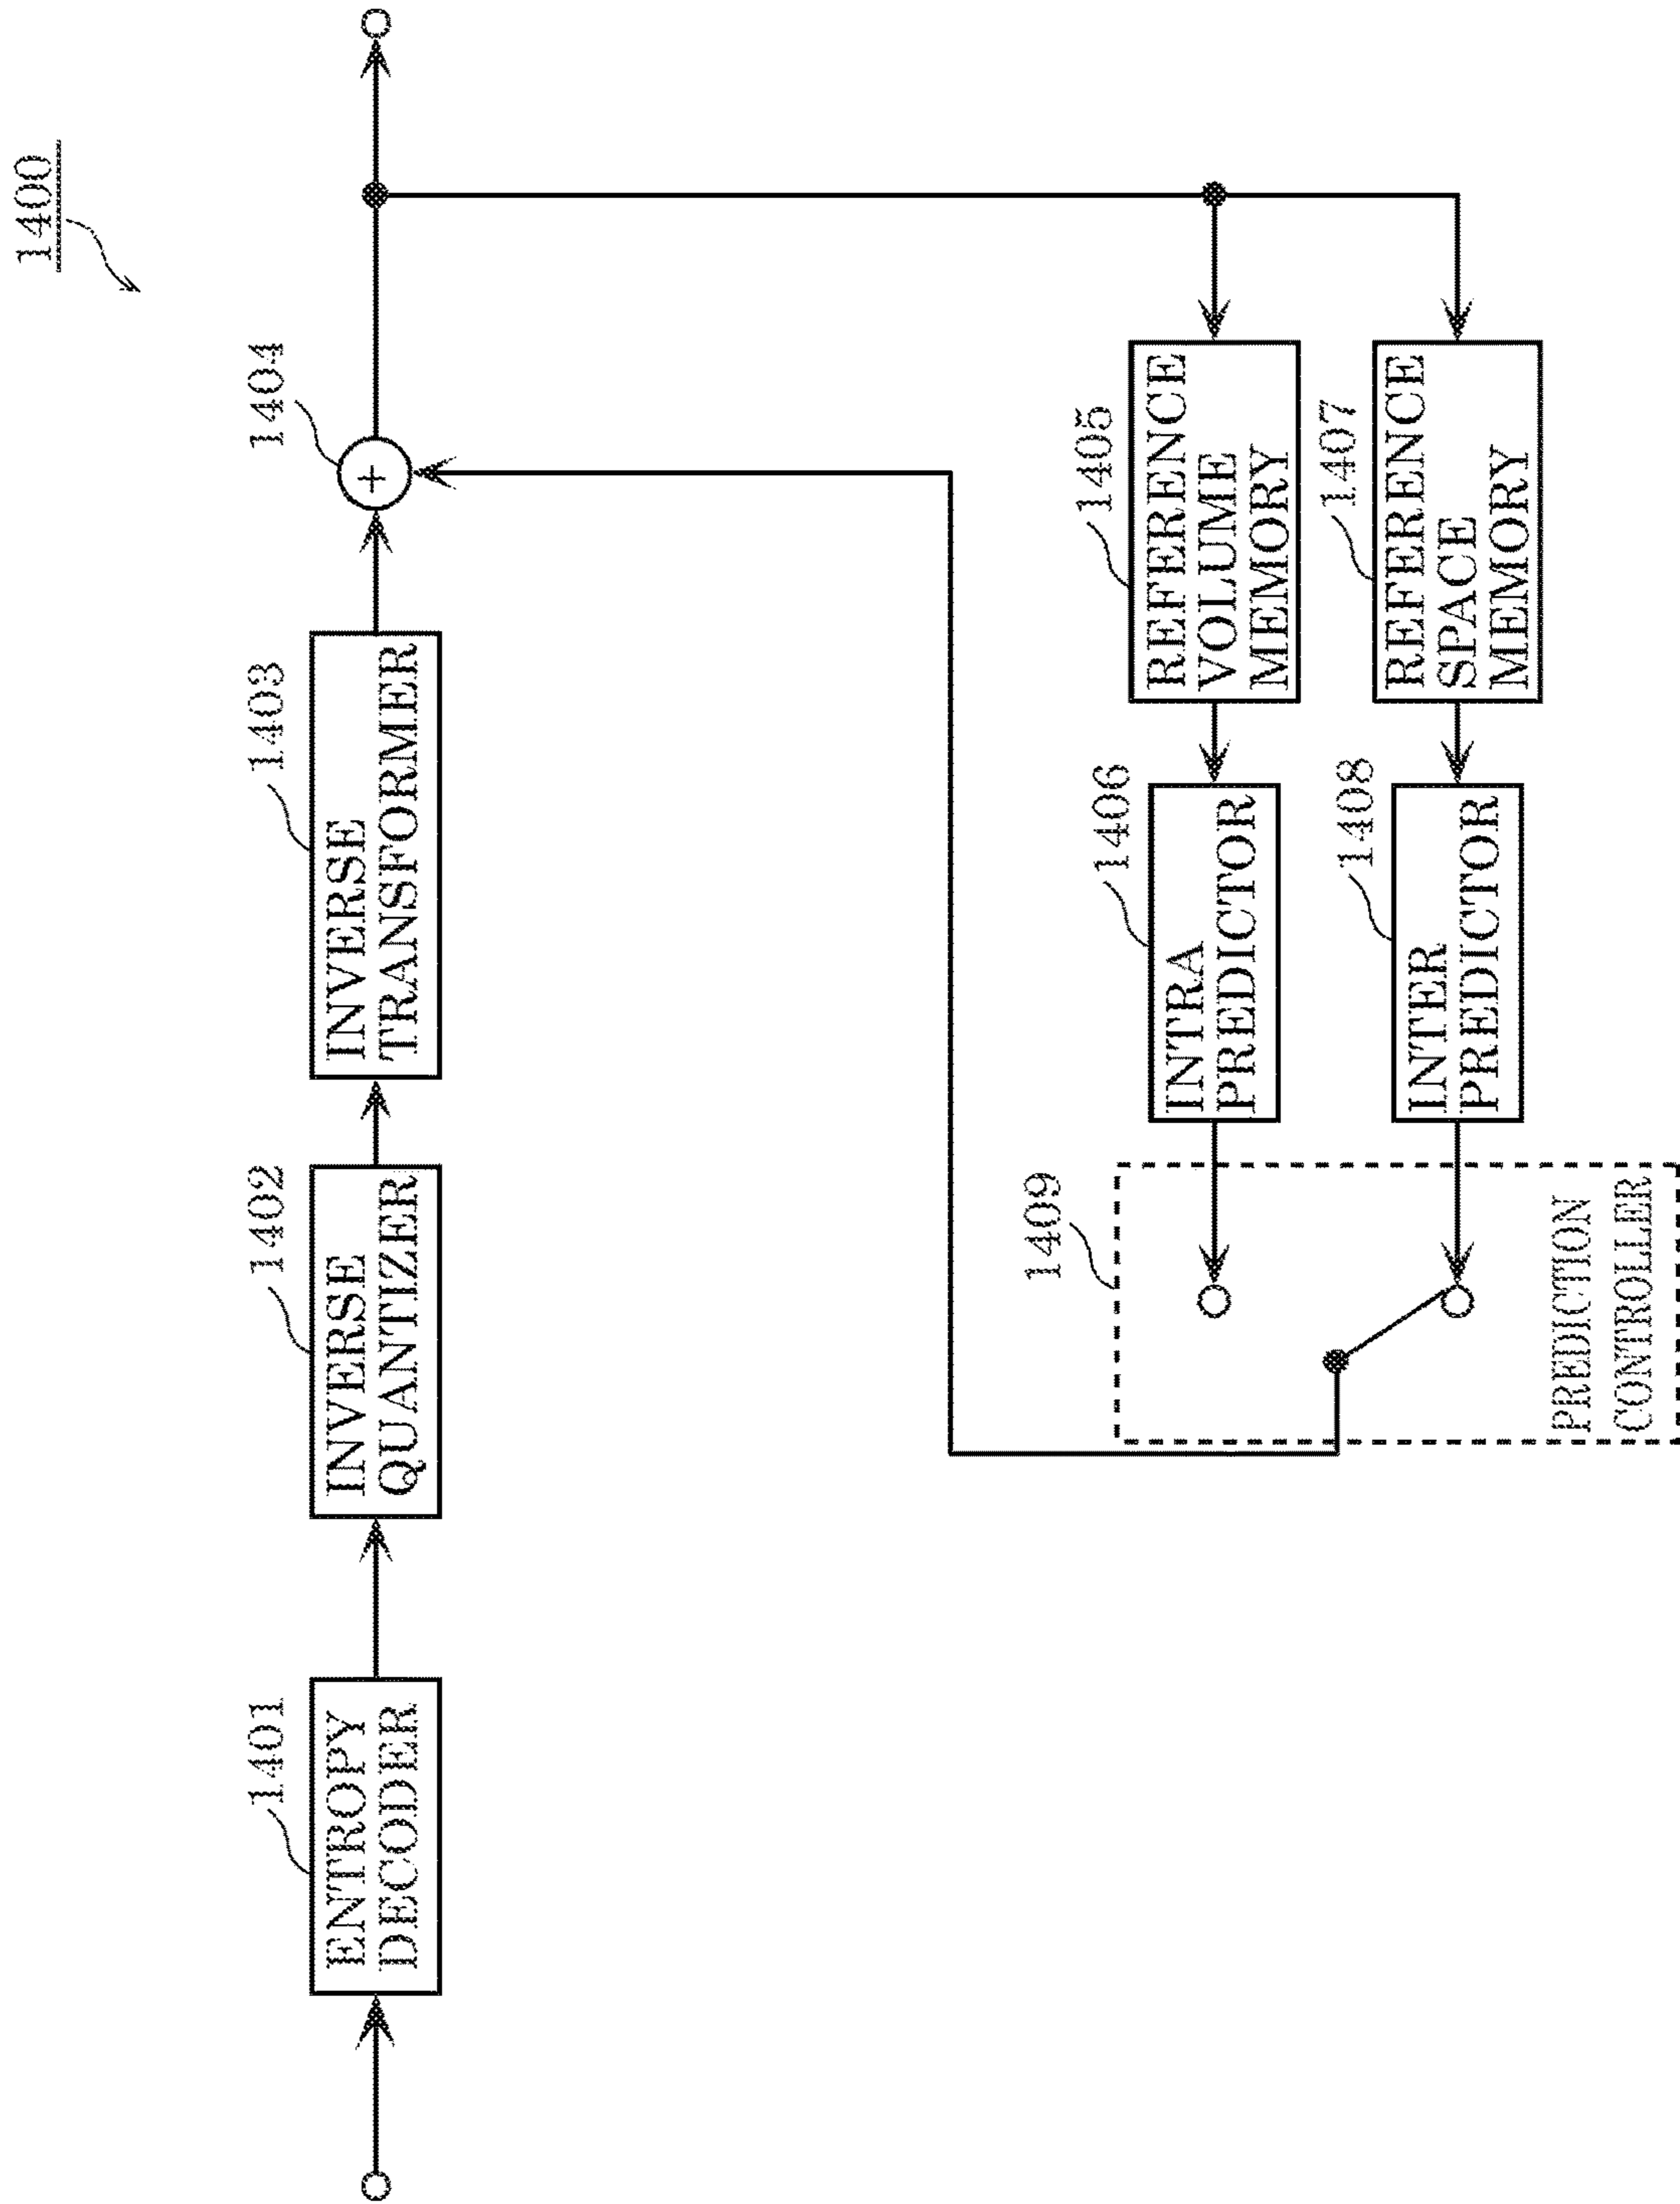 1400
1401
ENTROPY
DECODER
1402
INVERSE
QUANTIZER
1403
INVERSE
TRANSFORMER
1404
+
1409
PREDICTION
CONTROLLER
1406
INTRA
PREDICTOR
1405
REFERENCE
VOLUME
MEMORY
1408
INTER
PREDICTOR
1407
REFERENCE
SPACE
MEMORY